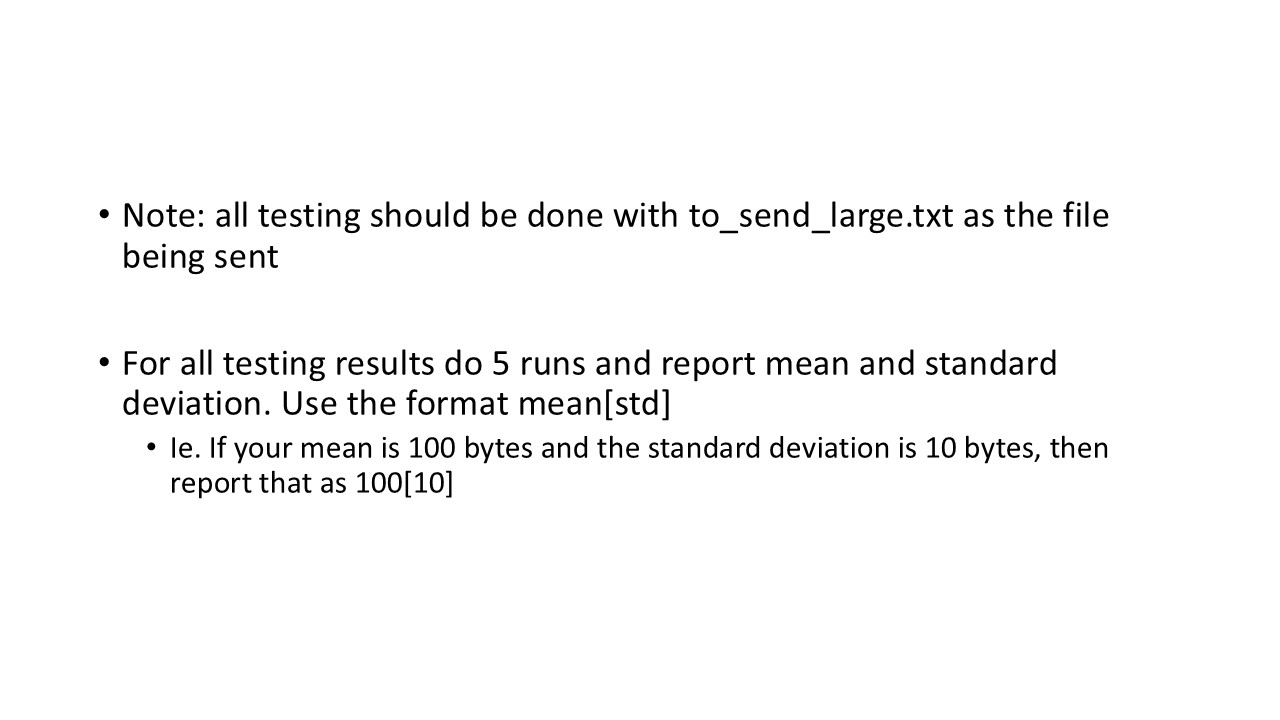 • Note: all testing should be done with to_send_large.txt as the file
being sent
• For all testing results do 5 runs and report mean and standard
deviation. Use the format mean[std]
• Ie. If your mean is 100 bytes and the standard deviation is 10 bytes, then
report that as 100[10]